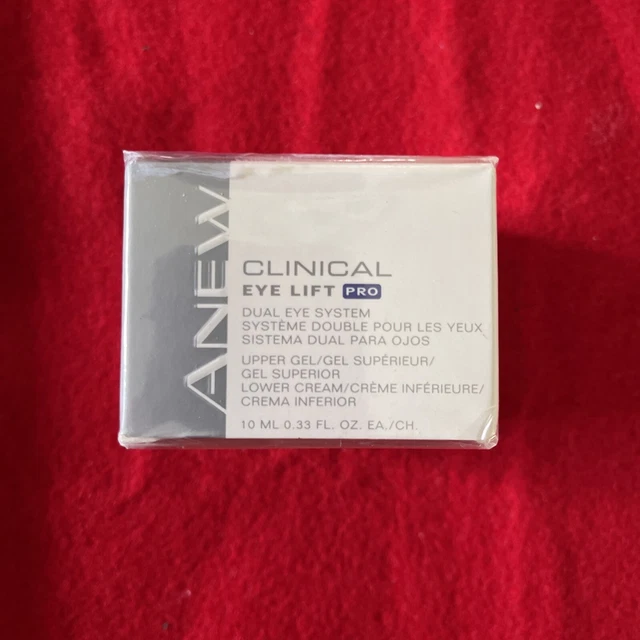 ANEW
CLINICAL
EYE LIFT PRO
DUAL EYE SYSTEM
SYSTÈME DOUBLE POUR LES YEUX
SISTEMA DUAL PARA OJOS
UPPER GEL/GEL SUPÉRIEUR/
GEL SUPERIOR
LOWER CREAM/CRÈME INFÉRIEURE/
CREMA INFERIOR
10 ML 0.33 FL. OZ. EA./CH.